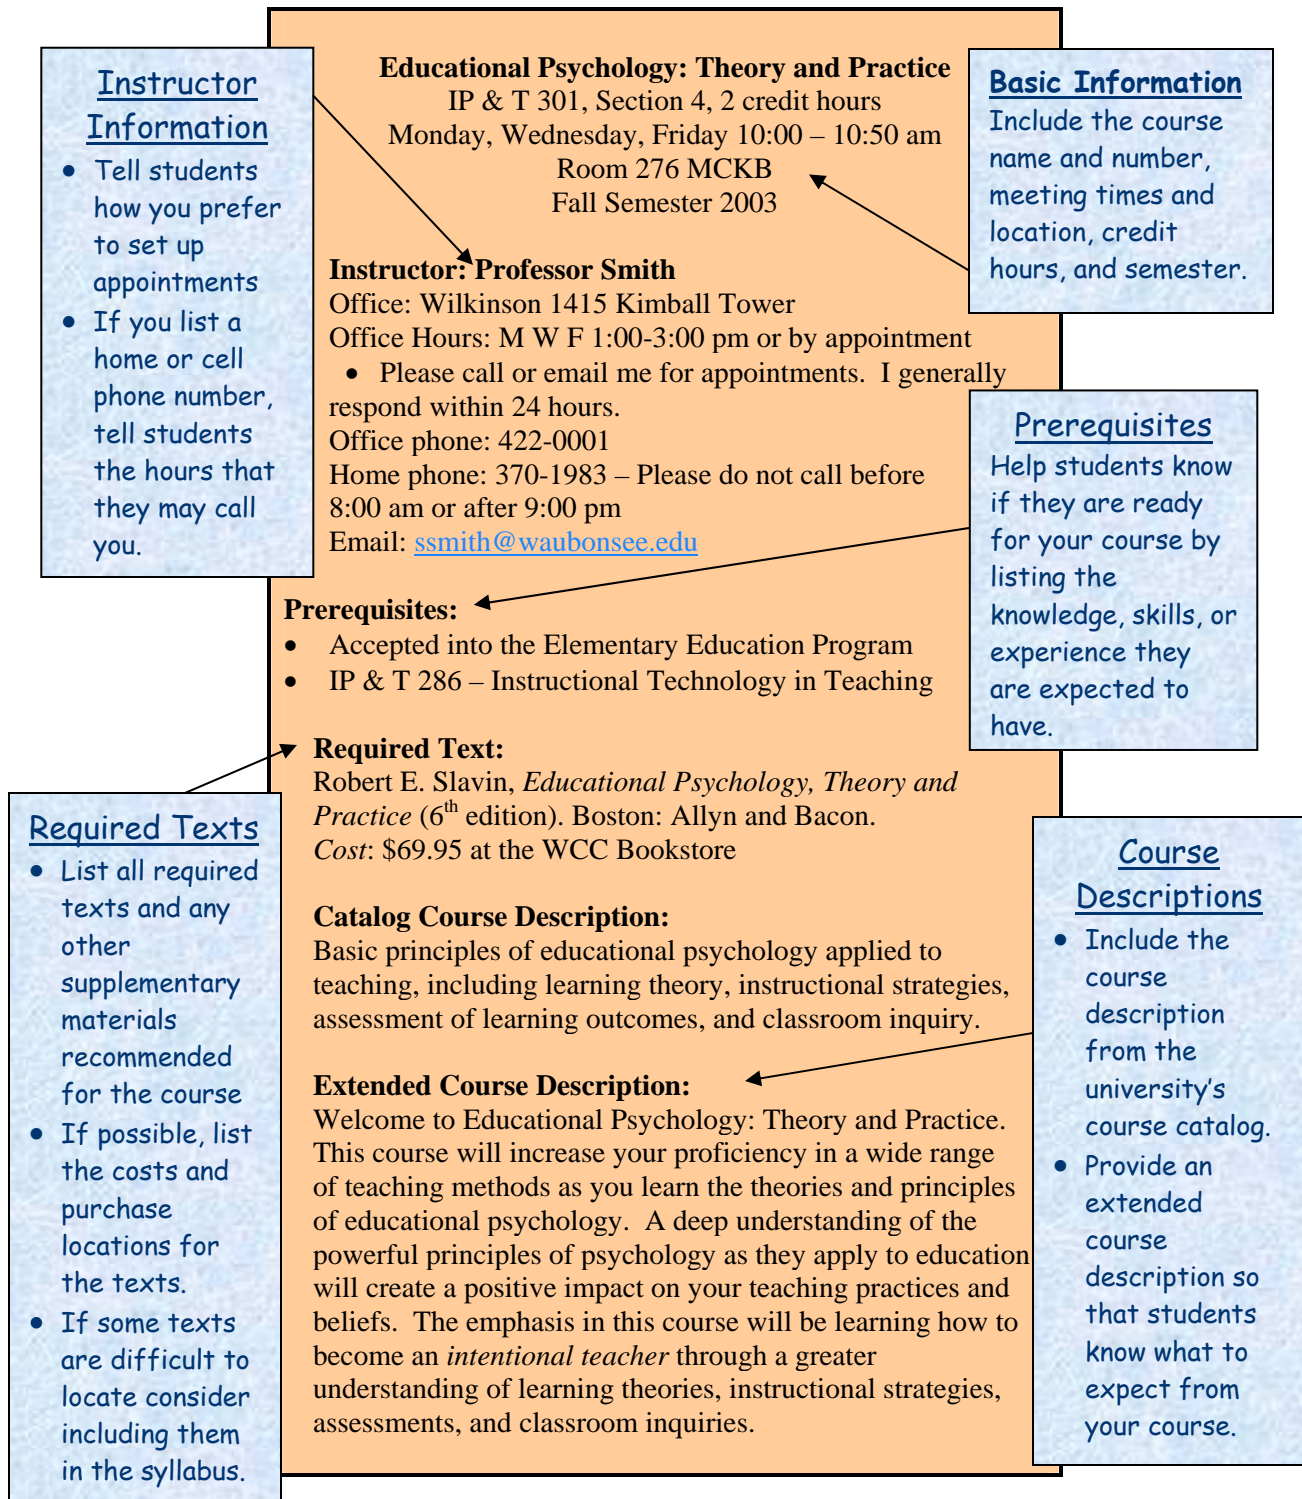 Instructor
Information
• Tell students
how you prefer
to set up
appointments
• If you list a
home or cell
phone number,
tell students
the hours that
they may call
you.
Educational Psychology: Theory and Practice
IP & T 301, Section 4, 2 credit hours
Monday, Wednesday, Friday 10:00 – 10:50 am
Room 276 MCKB
Fall Semester 2003
Basic Information
Include the course
name and number,
meeting times and
location, credit
hours, and semester.
Instructor: Professor Smith
Office: Wilkinson 1415 Kimball Tower
Office Hours: M W F 1:00-3:00 pm or by appointment
• Please call or email me for appointments.  I generally
respond within 24 hours.
Office phone: 422-0001
Home phone: 370-1983 – Please do not call before
8:00 am or after 9:00 pm
Email: ssmith@waubonsee.edu
Prerequisites
Help students know
if they are ready
for your course by
listing the
knowledge, skills, or
experience they
are expected to
have.
Prerequisites:
• Accepted into the Elementary Education Program
• IP & T 286 – Instructional Technology in Teaching
Required Texts
• List all required
texts and any
other
supplementary
materials
recommended
for the course
• If possible, list
the costs and
purchase
locations for
the texts.
• If some texts
are difficult to
locate consider
including them
in the syllabus.
Required Text:
Robert E. Slavin, Educational Psychology, Theory and
Practice (6th edition). Boston: Allyn and Bacon.
Cost: $69.95 at the WCC Bookstore
Catalog Course Description:
Basic principles of educational psychology applied to
teaching, including learning theory, instructional strategies,
assessment of learning outcomes, and classroom inquiry.
Extended Course Description:
Welcome to Educational Psychology: Theory and Practice.
This course will increase your proficiency in a wide range
of teaching methods as you learn the theories and principles
of educational psychology.  A deep understanding of the
powerful principles of psychology as they apply to education
will create a positive impact on your teaching practices and
beliefs.  The emphasis in this course will be learning how to
become an intentional teacher through a greater
understanding of learning theories, instructional strategies,
assessments, and classroom inquiries.
Course
Descriptions
• Include the
course
description
from the
university's
course catalog.
• Provide an
extended
course
description so
that students
know what to
expect from
your course.